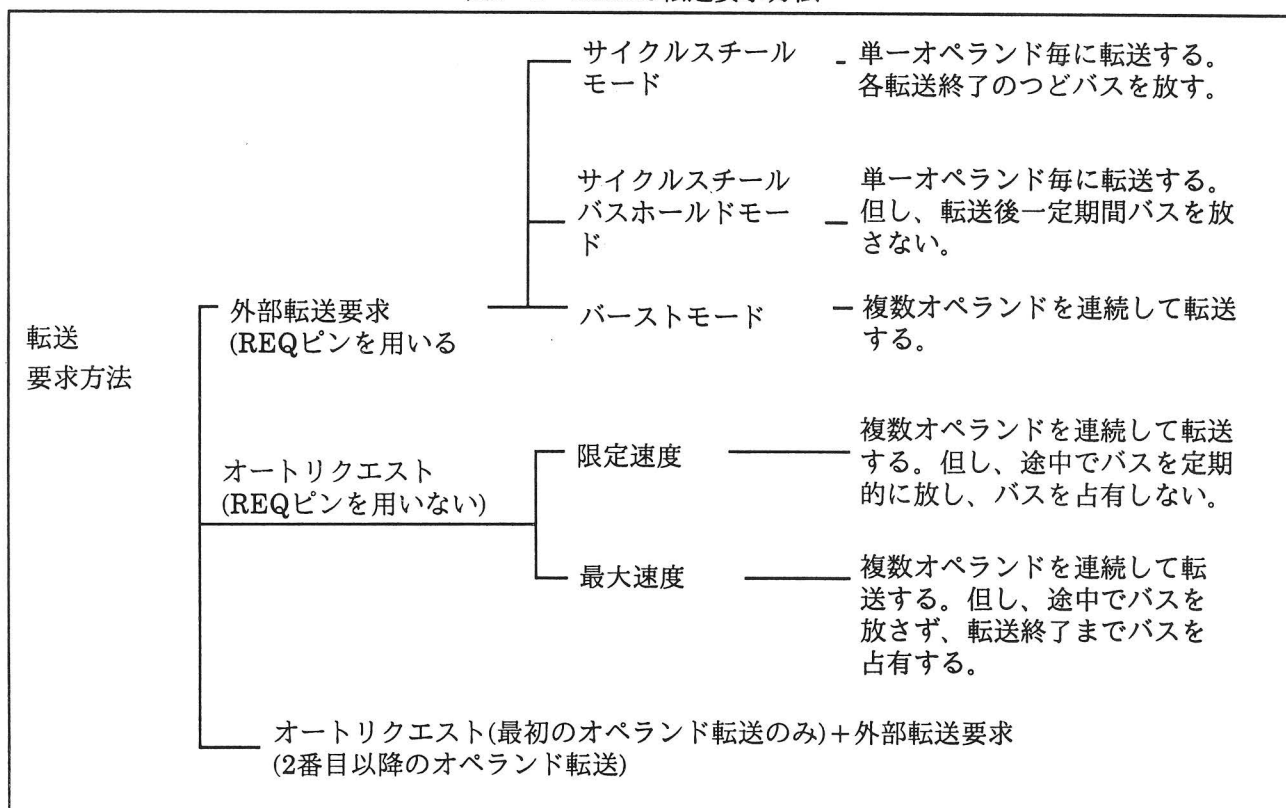 サイクルスチール
モード
単一オペランド毎に転送する。
各転送終了のつどバスを放す。
サイクルスチール
バスホールドモー
ド
単一オペランド毎に転送する。
但し、転送後一定期間バスを放
さない。
外部転送要求
(REQピンを用いる
バーストモード
複数オペランドを連続して転送
する。
転送
要求方法
オートリクエスト
(REQピンを用いない)
限定速度
複数オペランドを連続して転送
する。但し、途中でバスを定期
的に放し、バスを占有しない。
最大速度
複数オペランドを連続して転
送する。但し、途中でバスを
放さず、転送終了までバスを
占有する。
オートリクエスト(最初のオペランド転送のみ)+外部転送要求
(2番目以降のオペランド転送)